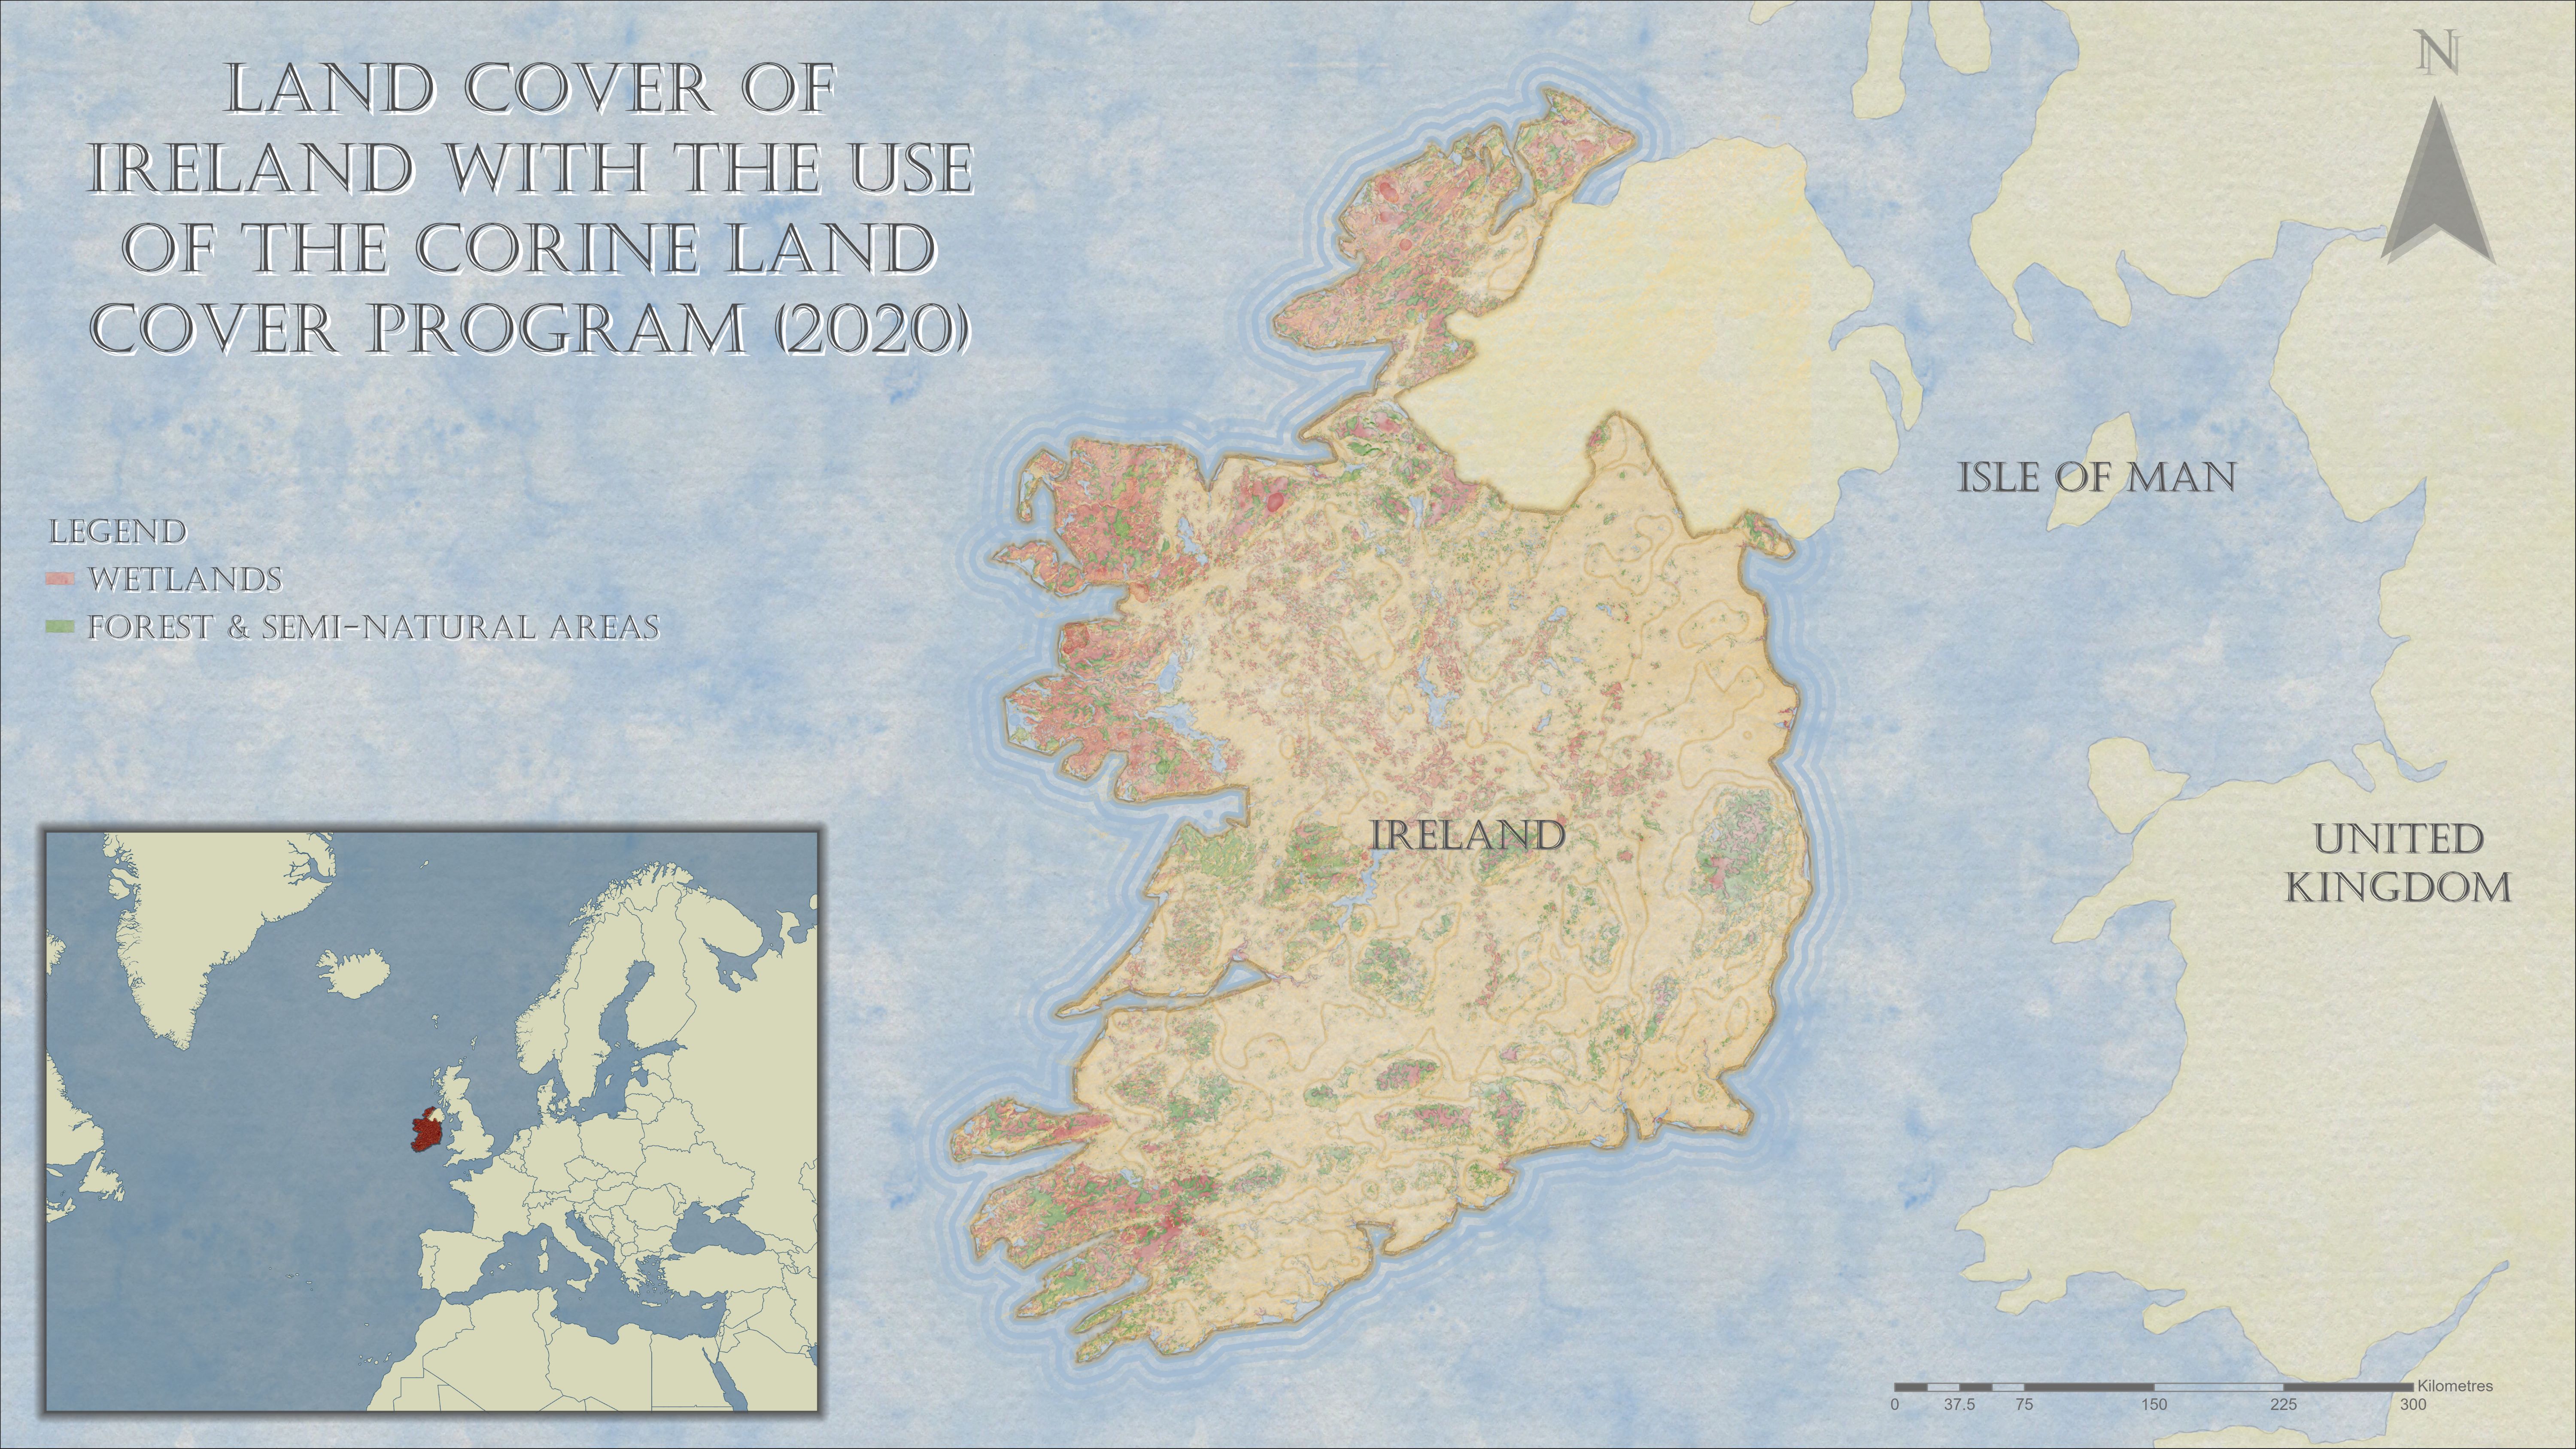 LAND COVER OF
IRELAND WITH THE USE
OF THE CORINE LAND
COVER PROGRAM (2020)
N
ISLE OF MAN
LEGEND
WETLANDS
FOREST & SEMI-NATURAL AREAS
IRELAND
UNITED
KINGDOM
Kilometres
0 37.5 75 150 225 300